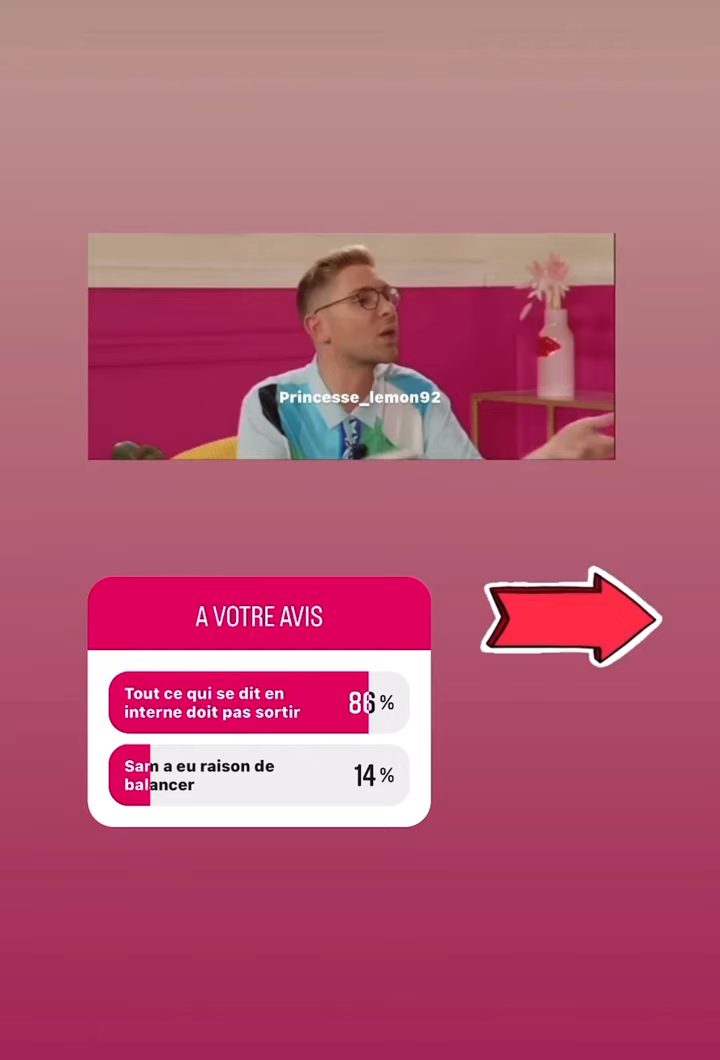 Princesse_lemon92
A VOTRE AVIS
Tout ce qui se dit en
interne doit pas sortir
86%
Sam a eu raison de
balancer
14%